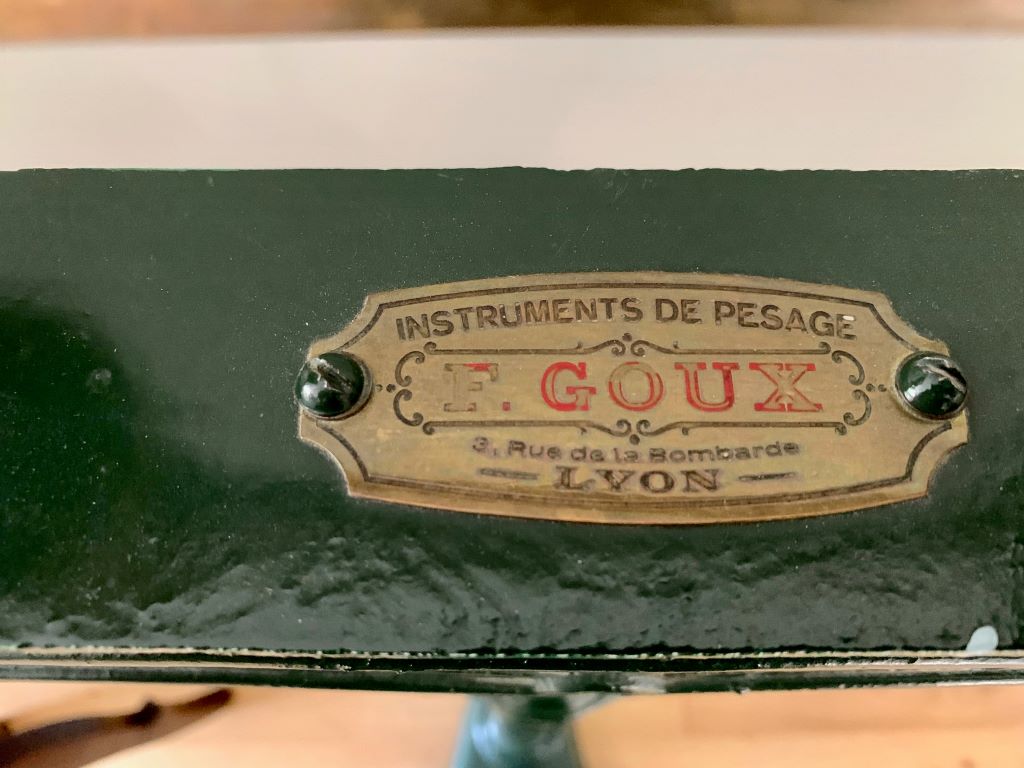 INSTRUMENTS DE PESAGE
F. GOUX
3, Rue de la Bombarde
LYON